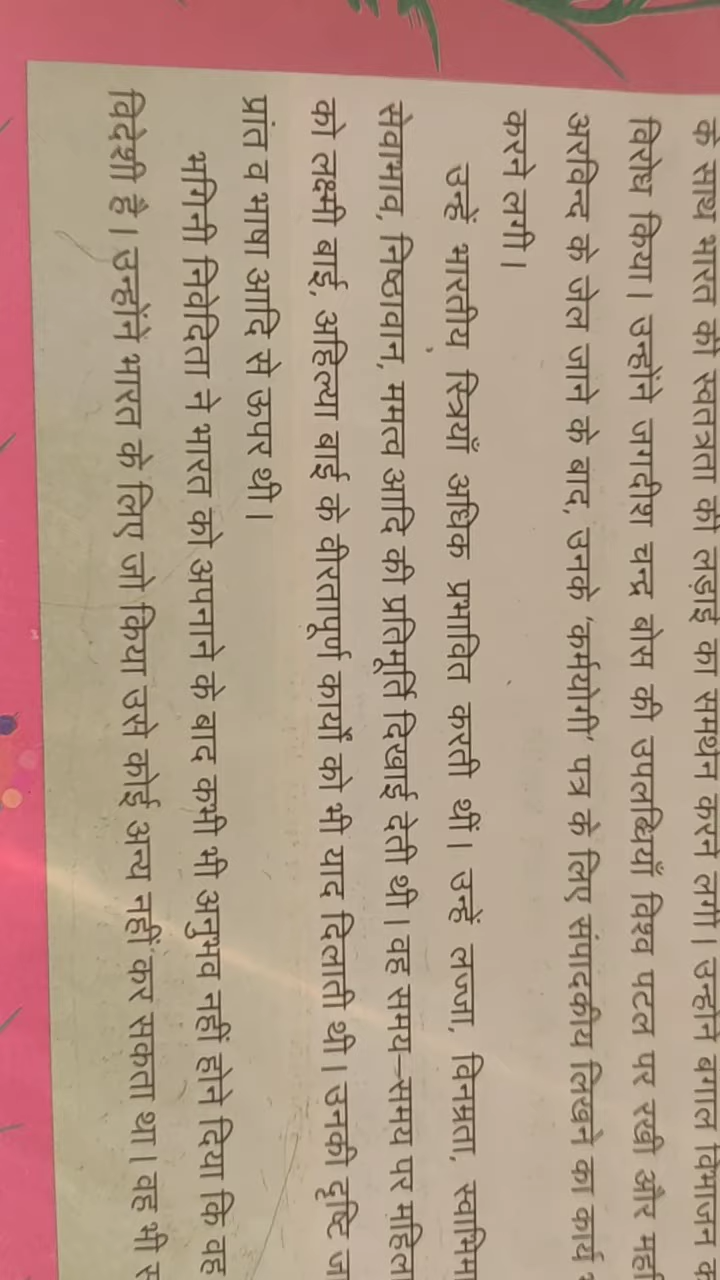 के साथ भारत की स्वतंत्रता की लड़ाई का समर्थन करने लगी। उन्होंने बंगाल विभाजन
विरोध किया। उन्होंने जगदीश चन्द्र बोस की उपलब्धियाँ विश्व पटल पर रखी और
अरविन्द के जेल जाने के बाद, उनके 'कर्मयोगी' पत्र के लिए संपादकीय लिखने का कार्य
करने लगी।
उन्हें भारतीय स्त्रियाँ अधिक प्रभावित करती थीं। उन्हें लज्जा, विनम्रता,
सेवाभाव, निष्ठावान, ममत्व आदि की प्रतिमूर्ति दिखाई देती थी। वह समय–समय पर
को लक्ष्मी बाई, अहिल्या बाई के वीरतापूर्ण कार्यों को भी याद दिलाती थी। उनकी दृष्टि
प्रांत व भाषा आदि से ऊपर थी।
भगिनी निवेदिता ने भारत को अपनाने के बाद कभी भी अनुभव नहीं होने दिया कि वह
विदेशी है। उन्होंने भारत के लिए जो किया उसे कोई अन्य नहीं कर सकता था। वह भी